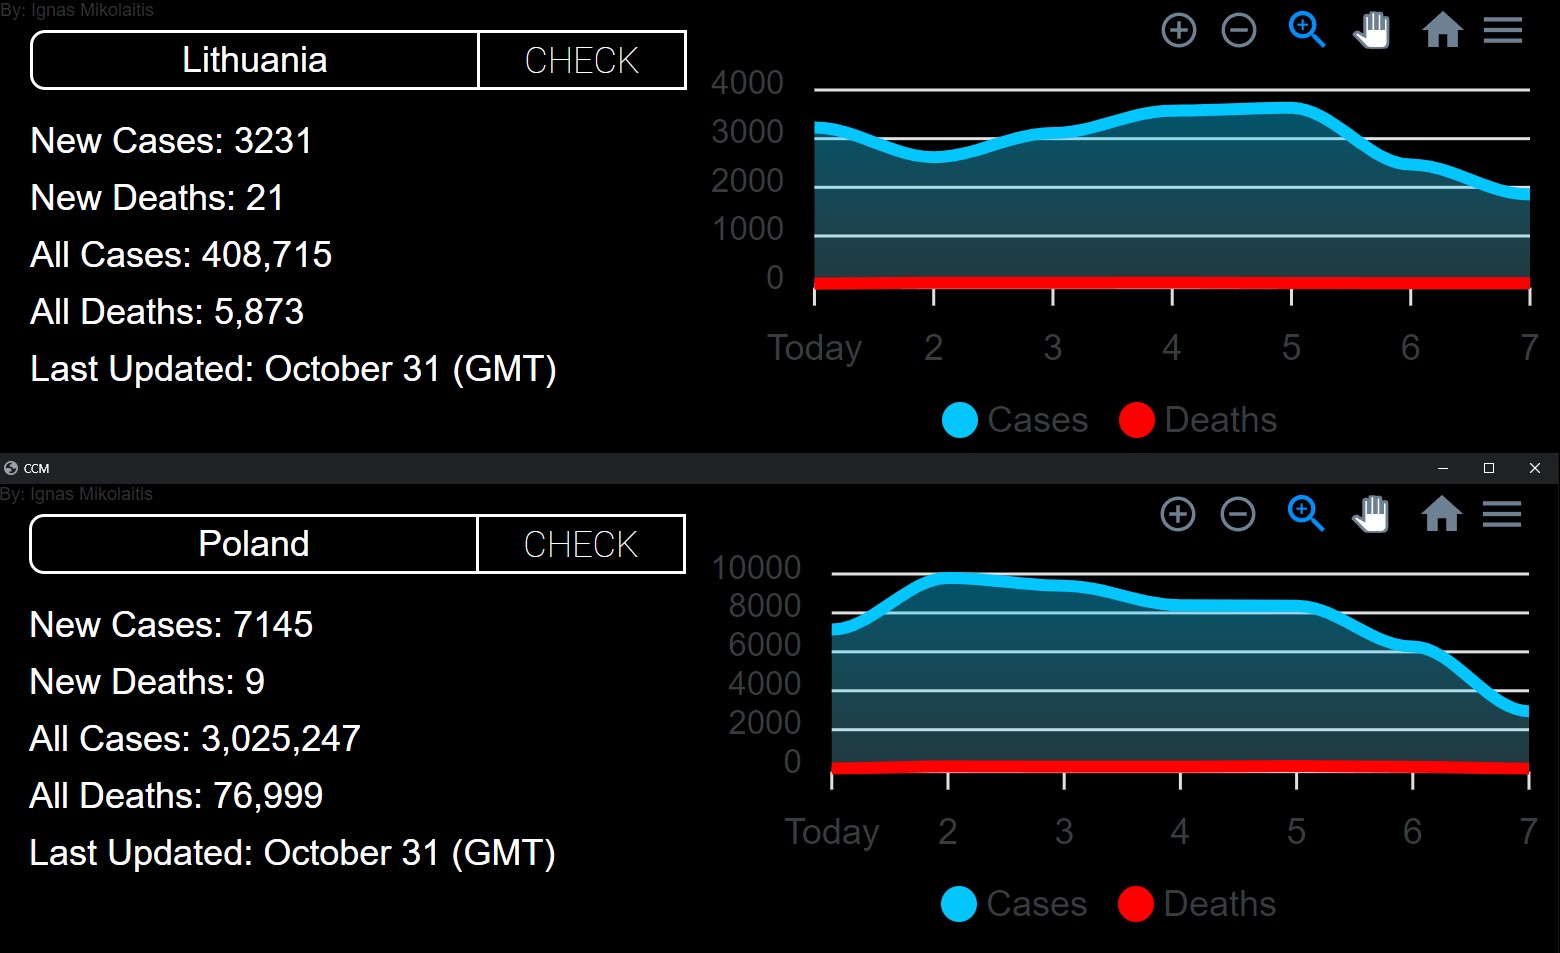 By: Ignas Mikolaitis
Lithuania CHECK
New Cases: 3231
New Deaths: 21
All Cases: 408,715
All Deaths: 5,873
Last Updated: October 31 (GMT)
4000
3000
2000
1000
0
Today 2 3 4 5 6 7
Cases Deaths
CCM
By: Ignas Mikolaitis
Poland CHECK
New Cases: 7145
New Deaths: 9
All Cases: 3,025,247
All Deaths: 76,999
Last Updated: October 31 (GMT)
10000
8000
6000
4000
2000
0
Today 2 3 4 5 6 7
Cases Deaths